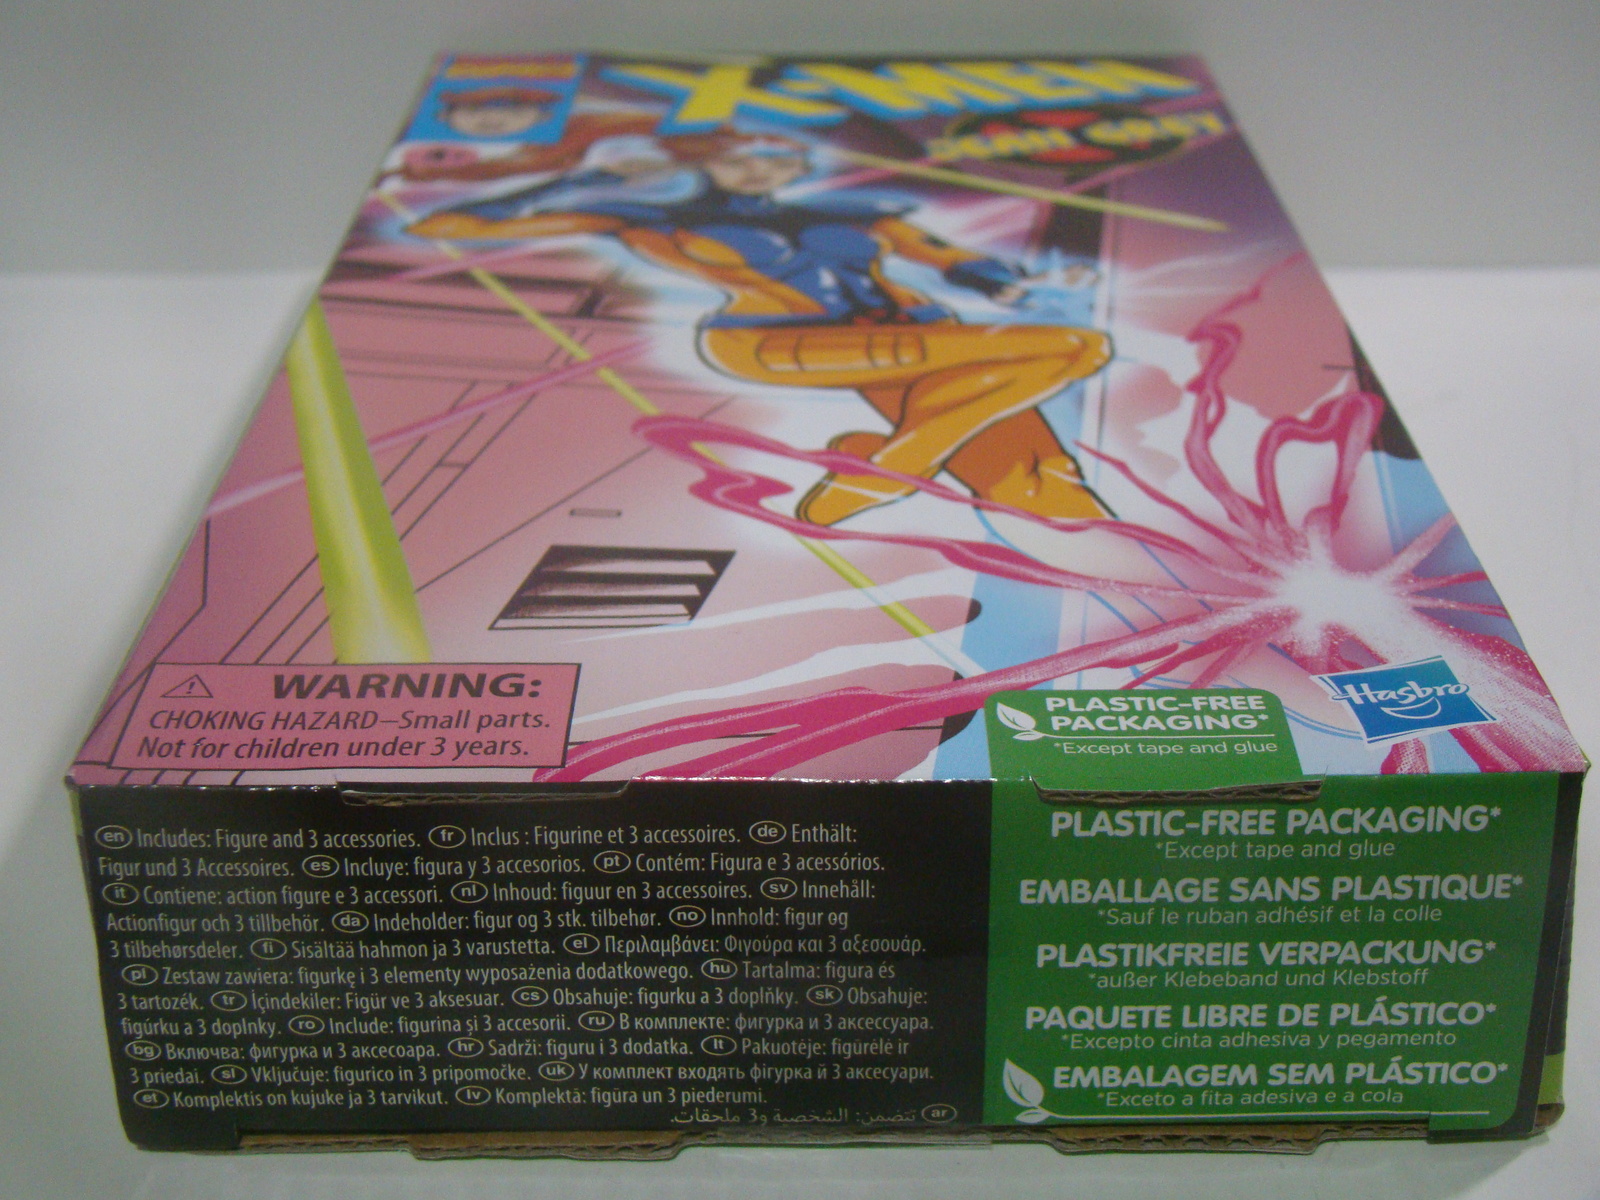 X-MEN
JEAN GREY
⚠ WARNING:
CHOKING HAZARD—Small parts.
Not for children under 3 years.
PLASTIC-FREE
PACKAGING*
*Except tape and glue
Hasbro
en Includes: Figure and 3 accessories. fr Inclus : Figurine et 3 accessoires. de Enthält:
Figur und 3 Accessoires. es Incluye: figura y 3 accesorios. pt Contém: Figura e 3 acessórios.
it Contiene: action figure e 3 accessori. nl Inhoud: figuur en 3 accessoires. sv Innehåll:
Actionfigur och 3 tillbehör. da Indeholder: figur og 3 stk. tilbehør. no Innhold: figur og
3 tilbehørsdeler. fi Sisältää hahmon ja 3 varustetta. el Περιλαμβάνει: Φιγούρα και 3 αξεσουάρ.
pl Zestaw zawiera: figurkę i 3 elementy wyposażenia dodatkowego. hu Tartalma: figura és
3 tartozék. tr İçindekiler: Figür ve 3 aksesuar. cs Obsahuje: figurku a 3 doplňky. sk Obsahuje:
figúrku a 3 doplnky. ro Include: figurina și 3 accesorii. ru В комплекте: фигурка и 3 аксессуара.
bg Включва: фигурка и 3 аксесоара. hr Sadrži: figuru i 3 dodatka. lt Pakuotėje: figūrėlė ir
3 priedai. sl Vključuje: figurico in 3 pripomočke. uk У комплект входять фігурка й 3 аксесуари.
et Komplektis on kujuke ja 3 tarvikut. lv Komplektā: figūra un 3 piederumi.
ar تتضمن: الشخصية و3 ملحقات.
PLASTIC-FREE PACKAGING*
*Except tape and glue
EMBALLAGE SANS PLASTIQUE*
*Sauf le ruban adhésif et la colle
PLASTIKFREIE VERPACKUNG*
*außer Klebeband und Klebstoff
PAQUETE LIBRE DE PLÁSTICO*
*Excepto cinta adhesiva y pegamento
EMBALAGEM SEM PLÁSTICO*
*Exceto a fita adesiva e a cola